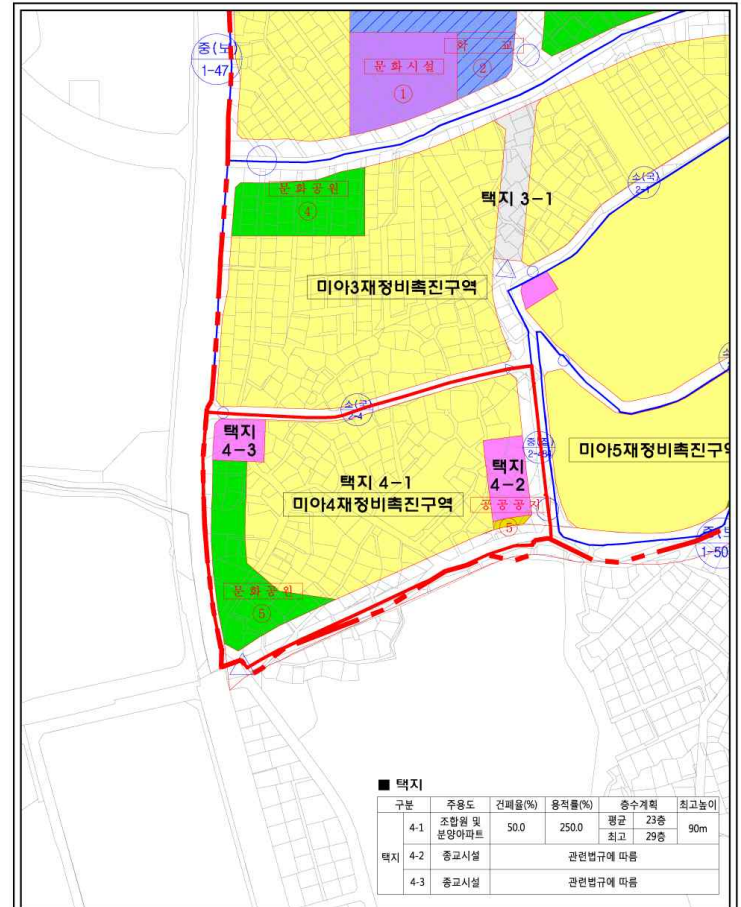 중(보)
1-47
학 교
②
문화시설
①
문화공원
④
택지 3-1
소(국)
2-1
미아3재정비촉진구역
소(국)
2-4
택지
4-3
택지 4-1
미아4재정비촉진구역
택지
4-2
미아5재정비촉진구역
공공공지
⑤
1-50
문화공원
⑤
■ 택지
구분 주용도 건폐율(%) 용적률(%) 층수계획 최고높이
택지 4-1 조합원 및 분양아파트 50.0 250.0 평균 23층 최고 29층 90m
4-2 종교시설 관련법규에 따름
4-3 종교시설 관련법규에 따름